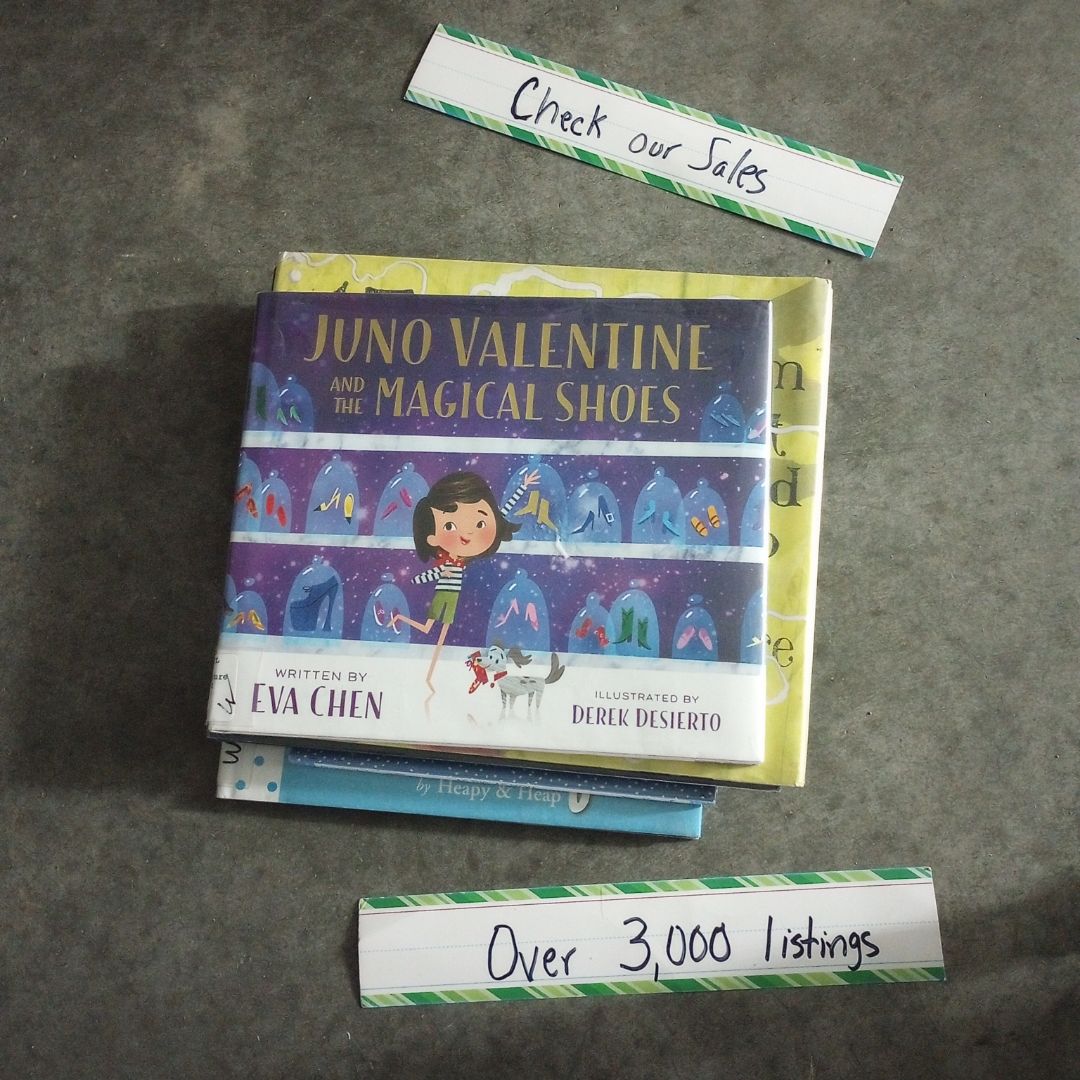 Check our Sales
JUNO VALENTINE
AND THE MAGICAL SHOES
WRITTEN BY
EVA CHEN
ILLUSTRATED BY
DEREK DESIERTO
by Heapy & Heap
Over 3,000 listings